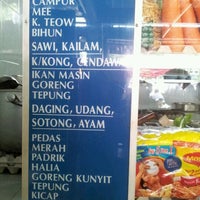 CAMPUR
MEE
K. TEOW
BIHUN
SAWI, KAILAM,
K/KONG, CENDAWA
IKAN MASIN
GORENG
TEPUNG
DAGING, UDANG,
SOTONG, AYAM
PEDAS
MERAH
PADRIK
HALIA
GORENG KUNYIT
TEPUNG
KICAP